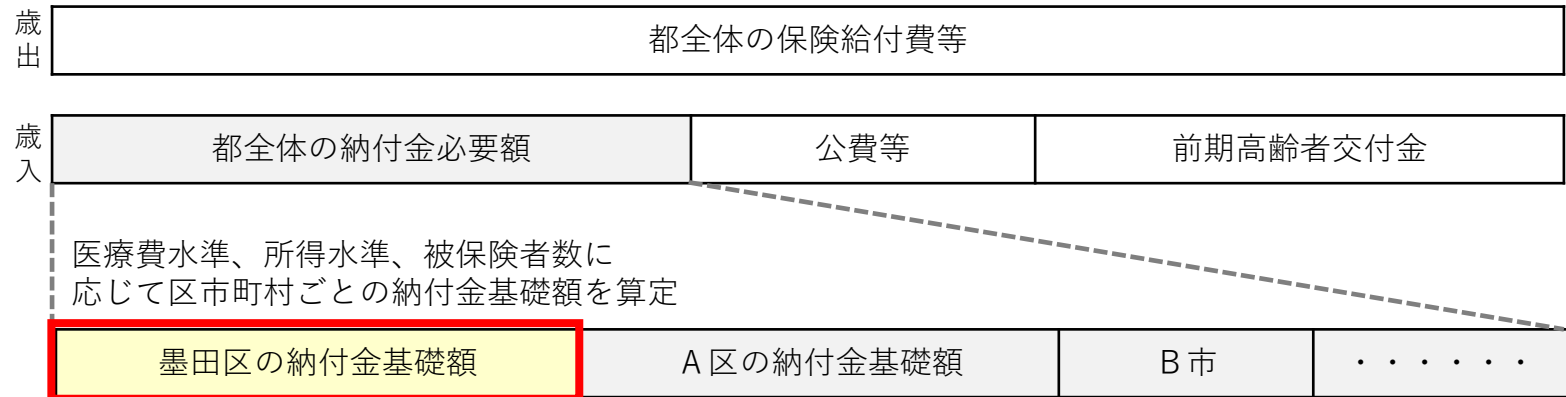 歳出
都全体の保険給付費等
歳入
都全体の納付金必要額
公費等
前期高齢者交付金
医療費水準、所得水準、被保険者数に
応じて区市町村ごとの納付金基礎額を算定
墨田区の納付金基礎額
A区の納付金基礎額
B市
・・・・・・